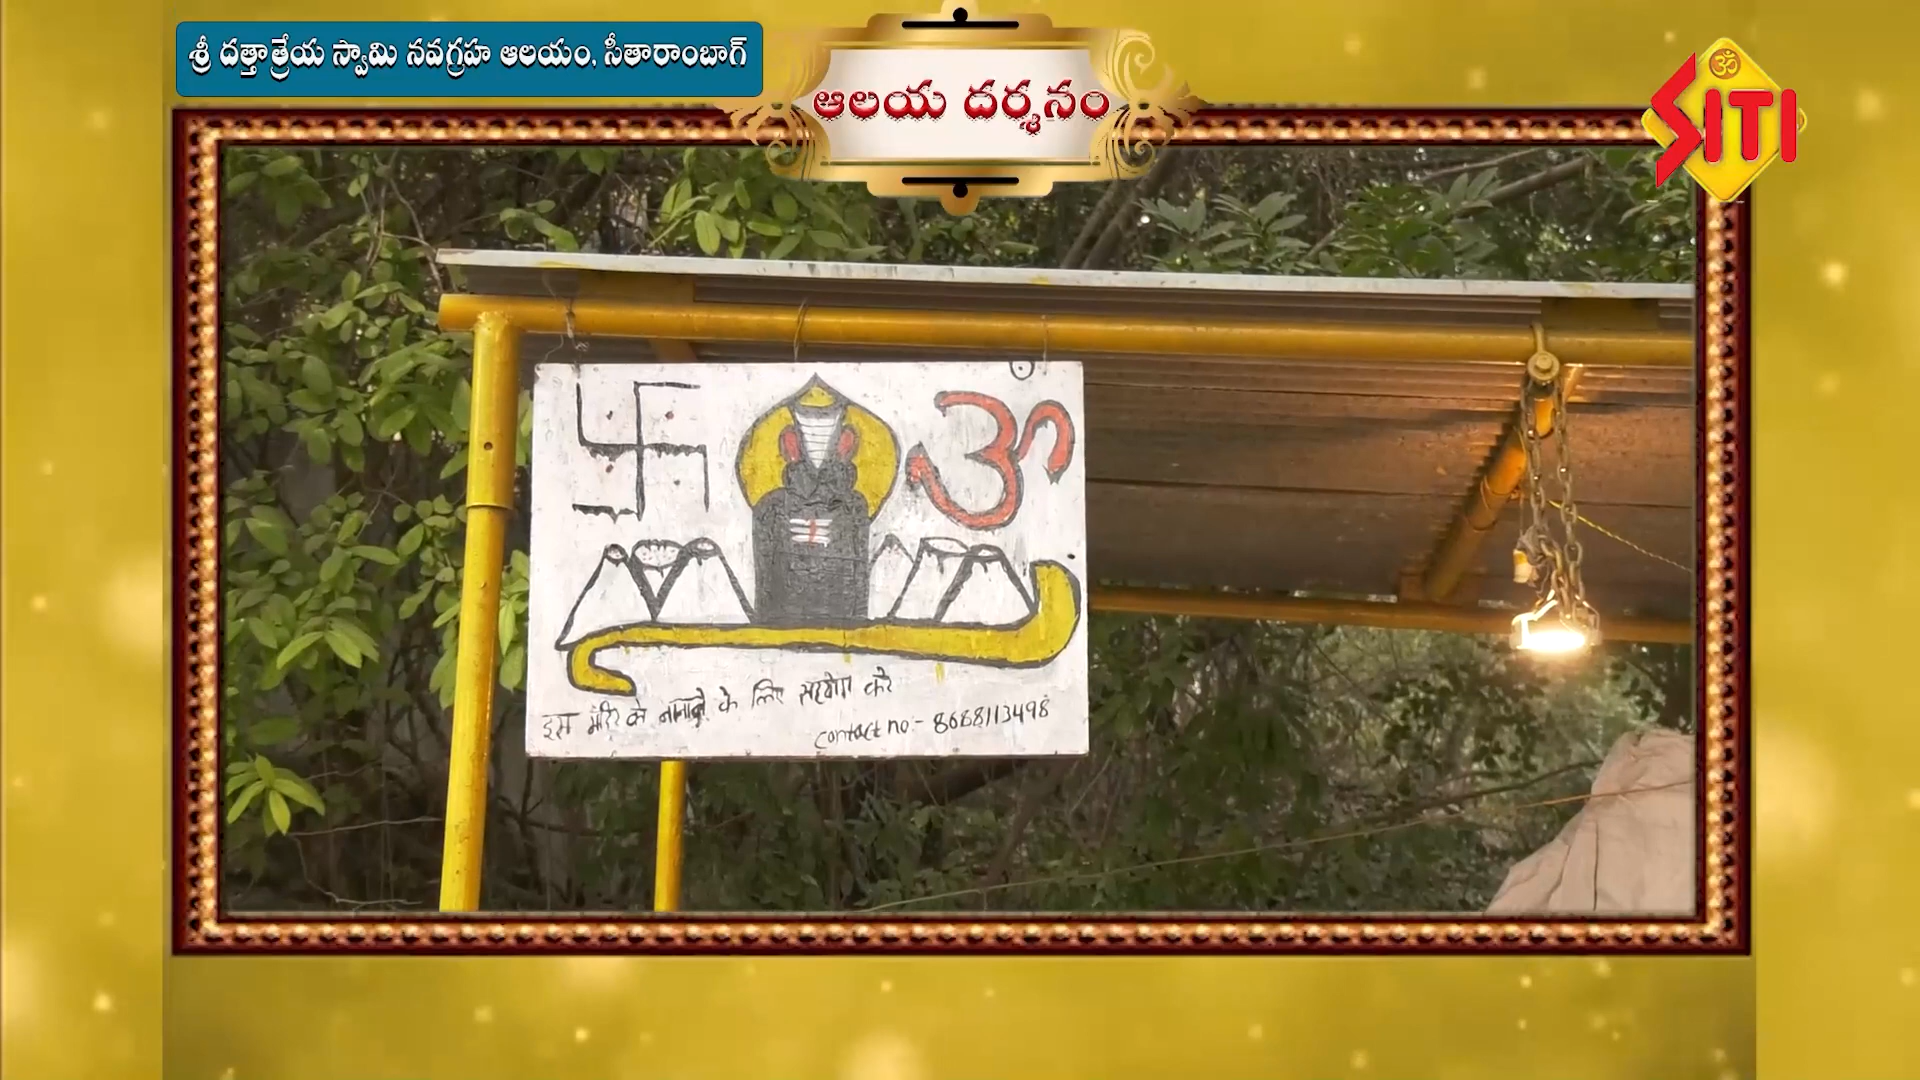 శ్రీ దత్తాత్రేయ స్వామి నవగ్రహ ఆలయం, సీతారాంబాగ్
ఆలయ దర్శనం
ॐ
SITI
ॐ
इस के लिए सहयोग करे
contact no:- 8688113498